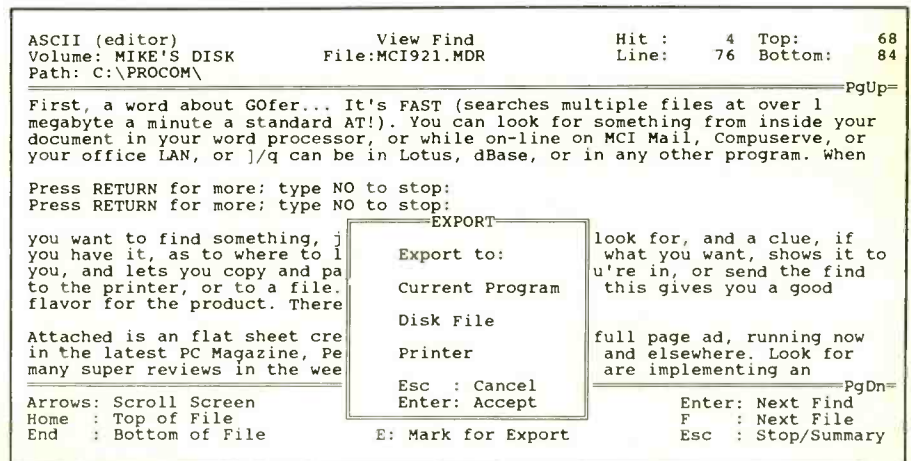 ASCII (editor) View Find Hit : 4 Top: 68
Volume: MIKE'S DISK File:MCI921.MDR Line: 76 Bottom: 84
Path: C:\PROCOM\
PgUp
First, a word about GOfer... It's FAST (searches multiple files at over 1
megabyte a minute a standard AT!). You can look for something from inside your
document in your word processor, or while on-line on MCI Mail, Compuserve, or
your office LAN, or ]/q can be in Lotus, dBase, or in any other program. When
Press RETURN for more; type NO to stop:
Press RETURN for more; type NO to stop:
EXPORT
you want to find something, j look for, and a clue, if
you have it, as to where to l Export to: what you want, shows it to
you, and lets you copy and pa u're in, or send the find
to the printer, or to a file. Current Program this gives you a good
flavor for the product. There
Disk File
Attached is an flat sheet cre full page ad, running now
in the latest PC Magazine, Pe Printer and elsewhere. Look for
many super reviews in the wee are implementing an
Esc : Cancel PgDn
Arrows: Scroll Screen Enter: Accept Enter: Next Find
Home : Top of File F : Next File
End : Bottom of File E: Mark for Export Esc : Stop/Summary